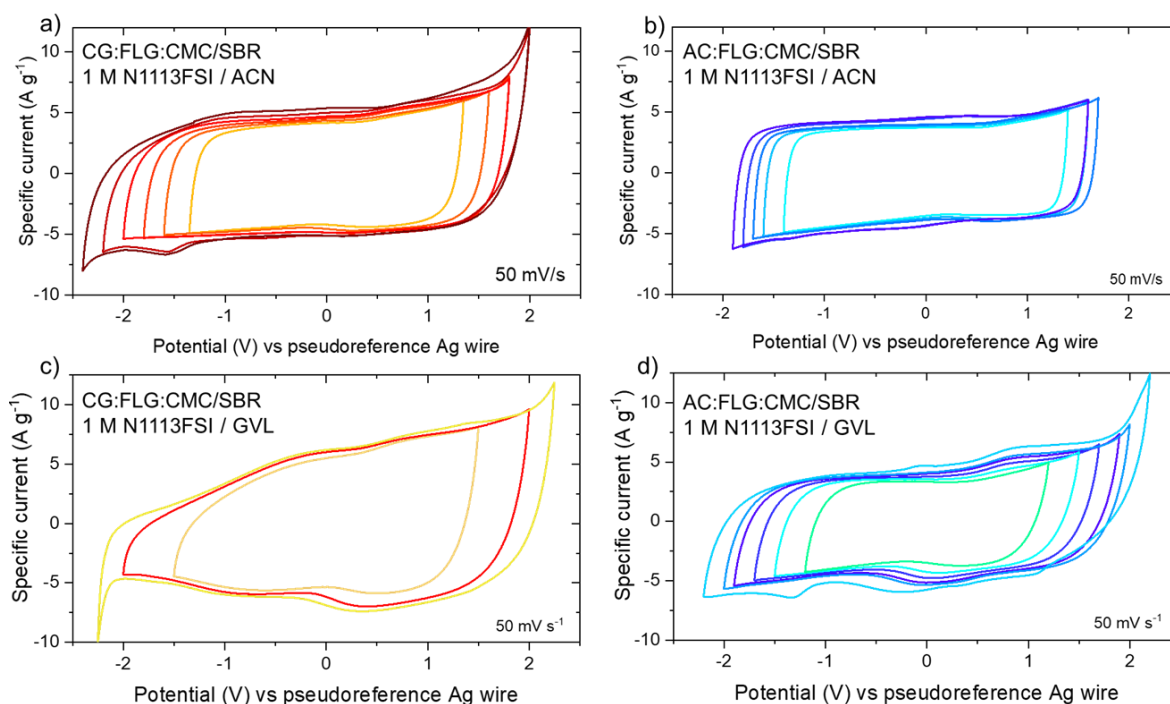 a)
CG:FLG:CMC/SBR
1 M N1113FSI / ACN
Specific current (A g⁻¹)
10
5
0
-5
-10
50 mV/s
-2 -1 0 1 2
Potential (V) vs pseudoreference Ag wire
b)
AC:FLG:CMC/SBR
1 M N1113FSI / ACN
Specific current (A g⁻¹)
10
5
0
-5
-10
50 mV/s
-2 -1 0 1 2
Potential (V) vs pseudoreference Ag wire
c)
CG:FLG:CMC/SBR
1 M N1113FSI / GVL
Specific current (A g⁻¹)
10
5
0
-5
-10
50 mV s⁻¹
-2 -1 0 1 2
Potential (V) vs pseudoreference Ag wire
d)
AC:FLG:CMC/SBR
1 M N1113FSI / GVL
Specific current (A g⁻¹)
10
5
0
-5
-10
50 mV s⁻¹
-2 -1 0 1 2
Potential (V) vs pseudoreference Ag wire